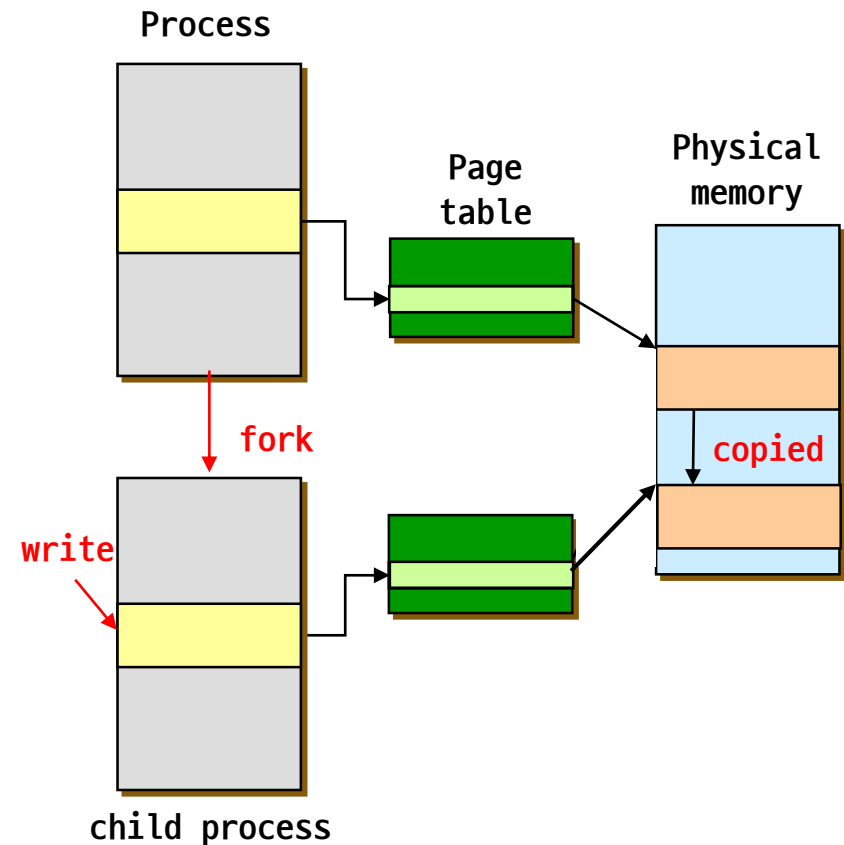 Process
Page
table
Physical
memory
fork
copied
write
child process